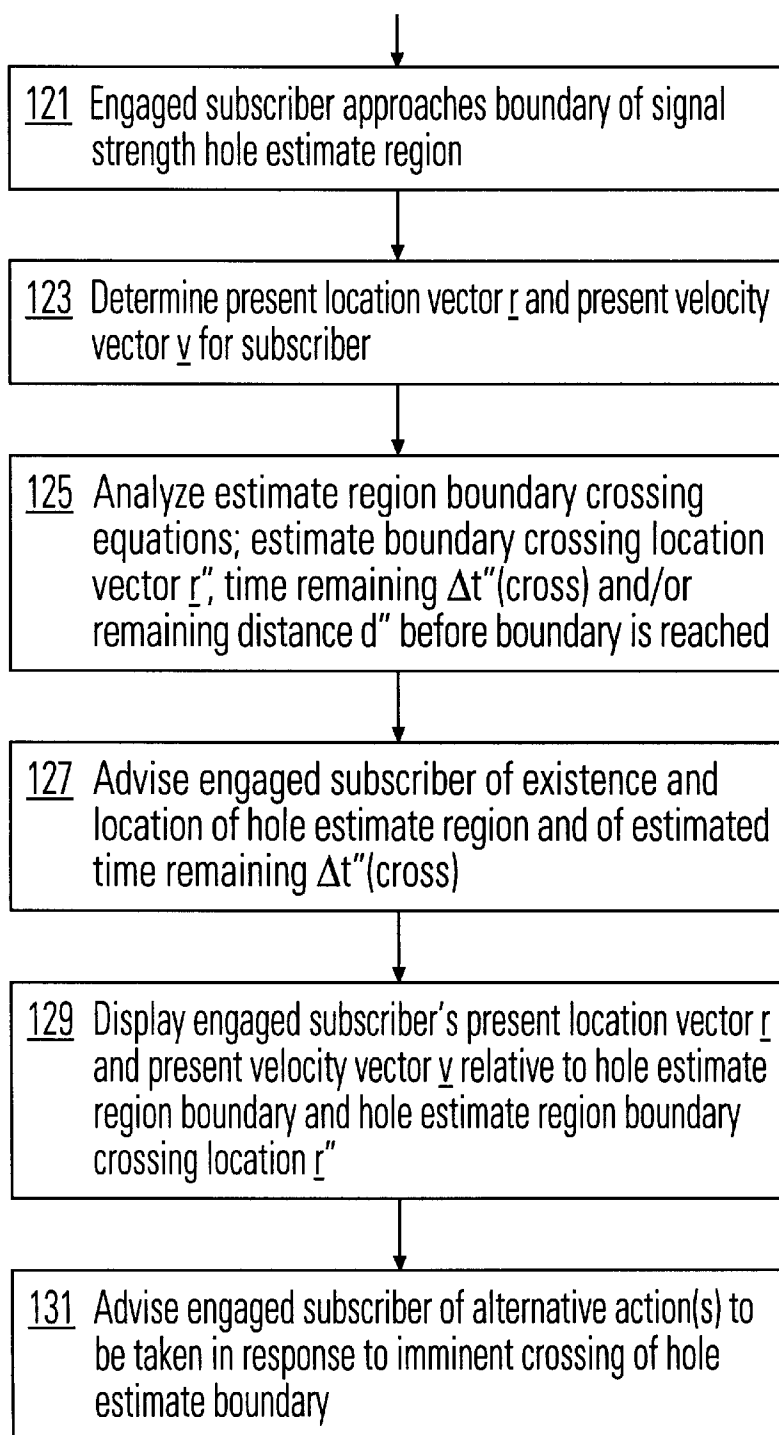 121 Engaged subscriber approaches boundary of signal
strength hole estimate region
123 Determine present location vector r and present velocity
vector v for subscriber
125 Analyze estimate region boundary crossing
equations; estimate boundary crossing location
vector r", time remaining Δt"(cross) and/or
remaining distance d" before boundary is reached
127 Advise engaged subscriber of existence and
location of hole estimate region and of estimated
time remaining Δt"(cross)
129 Display engaged subscriber's present location vector r
and present velocity vector v relative to hole estimate
region boundary and hole estimate region boundary
crossing location r"
131 Advise engaged subscriber of alternative action(s) to
be taken in response to imminent crossing of hole
estimate boundary